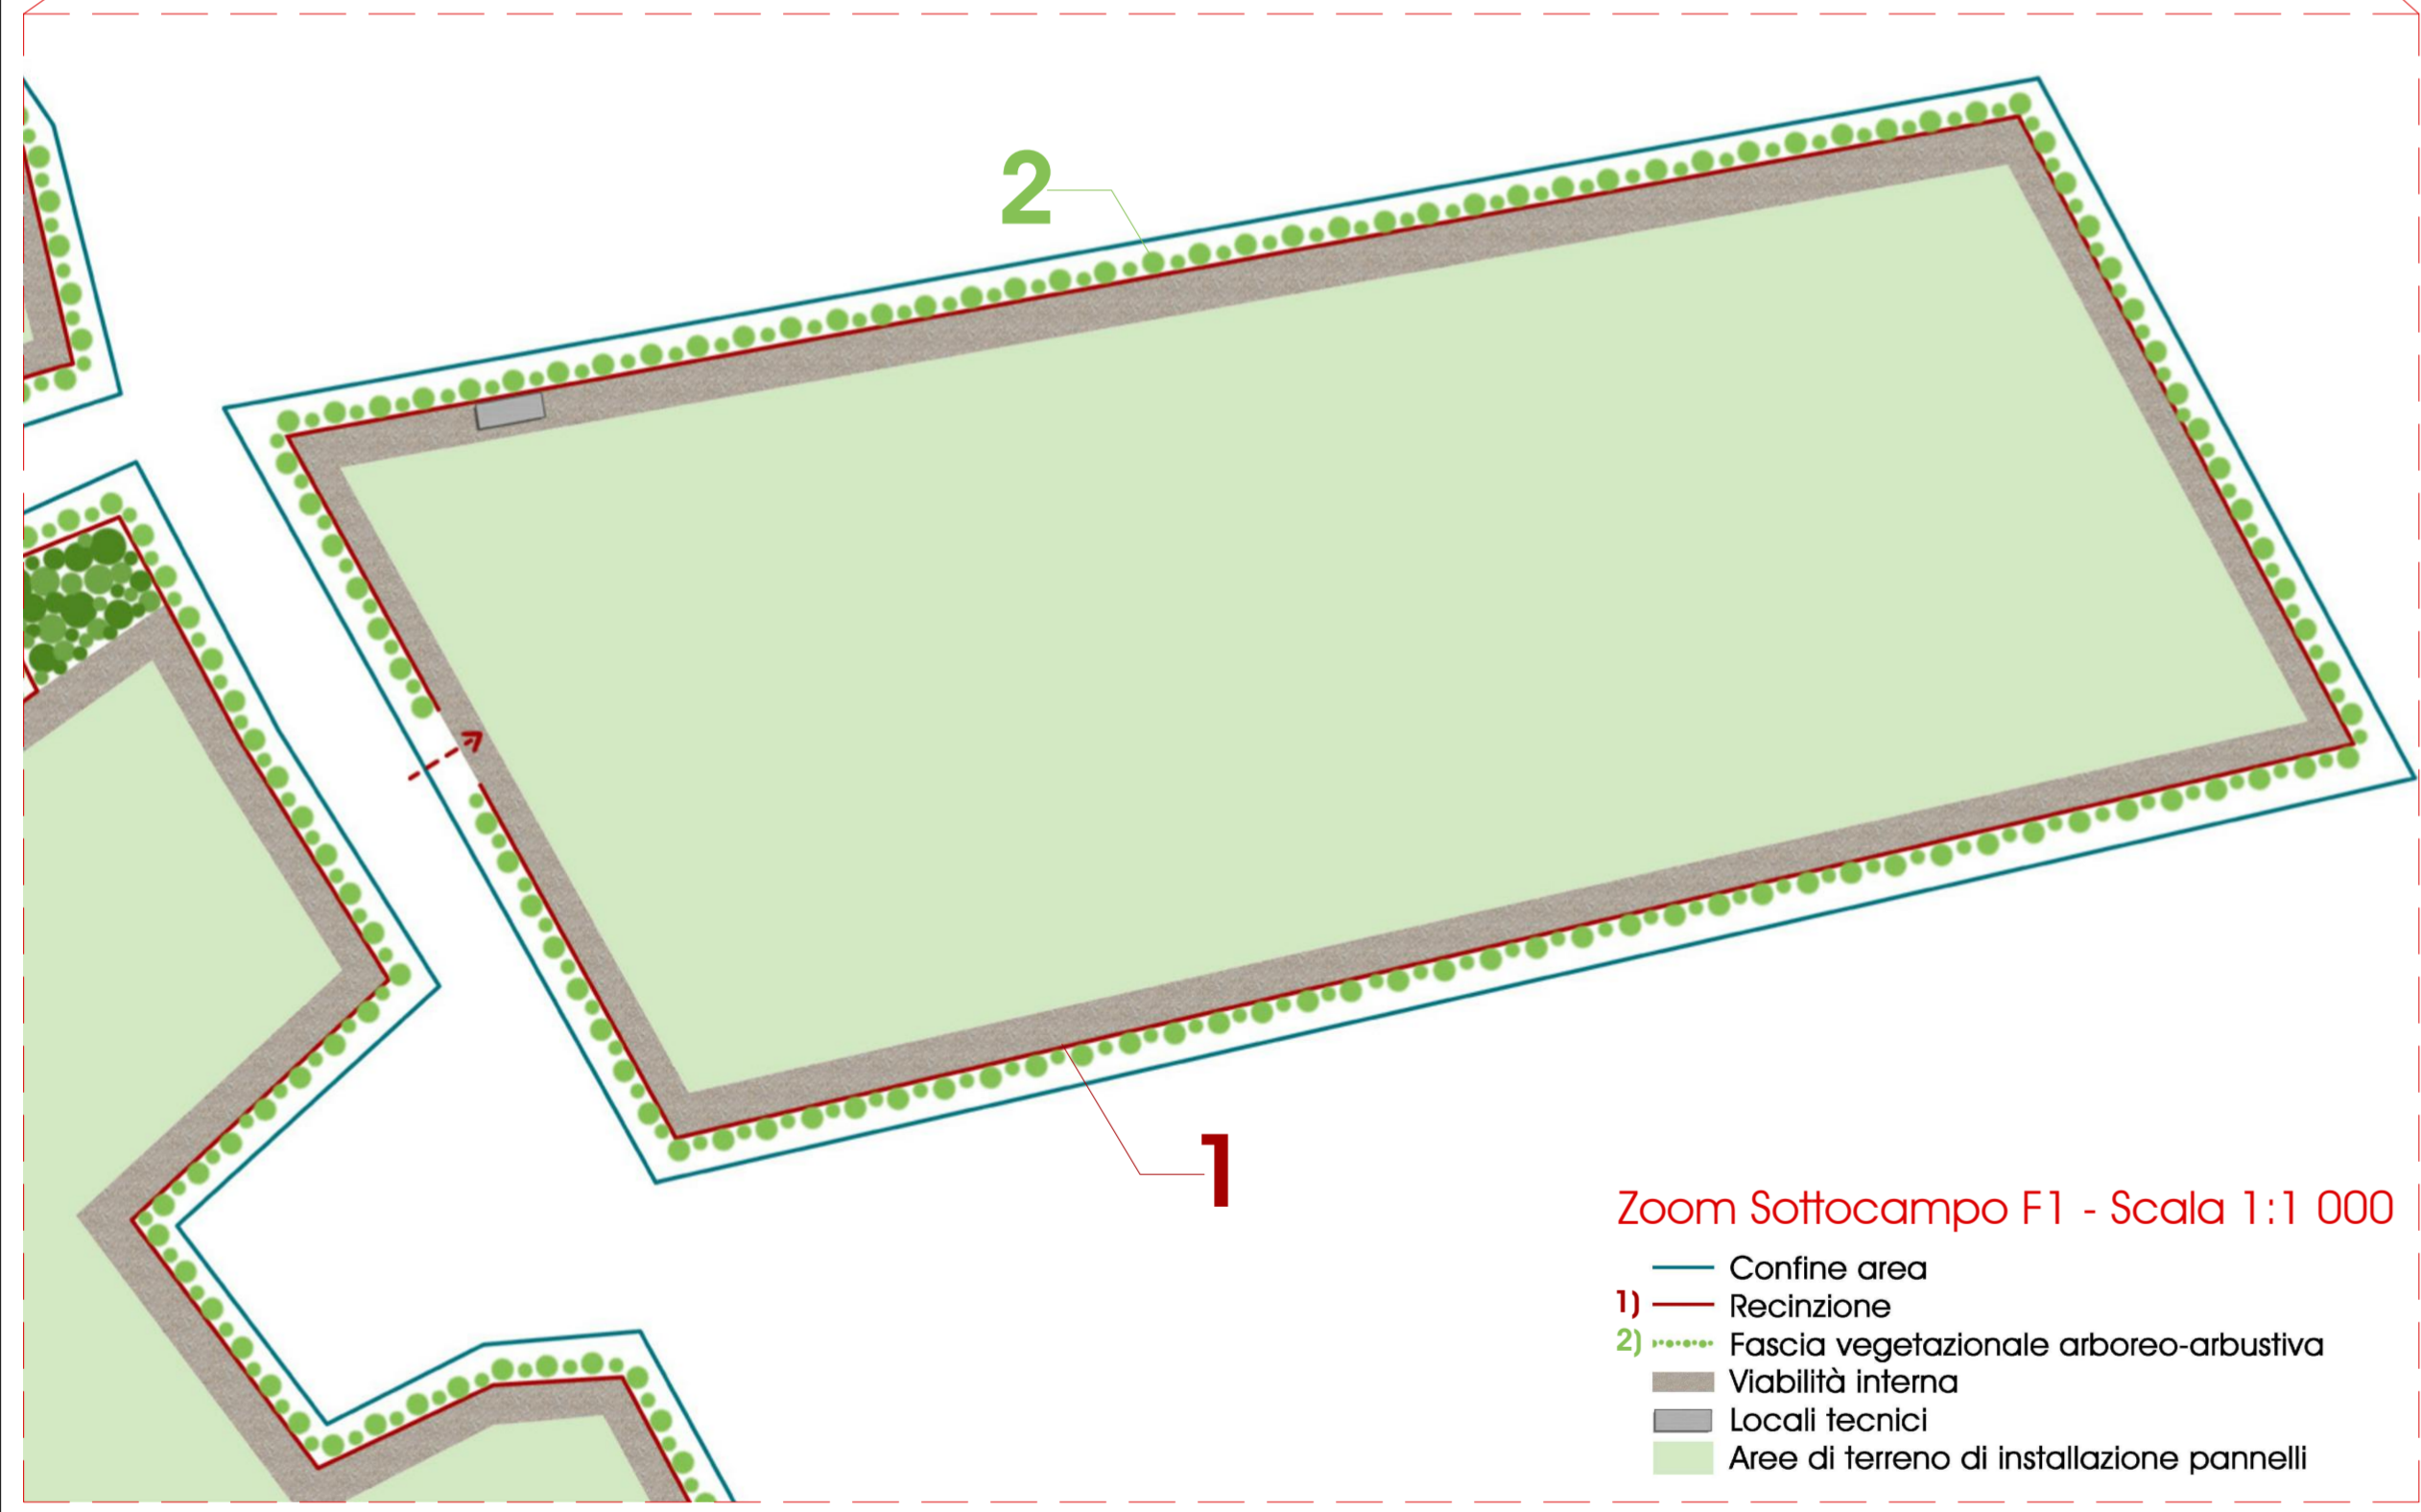 2
1
Zoom Sottocampo F1 - Scala 1:1 000
Confine area
1) Recinzione
2) Fascia vegetazionale arboreo-arbustiva
Viabilità interna
Locali tecnici
Aree di terreno di installazione pannelli